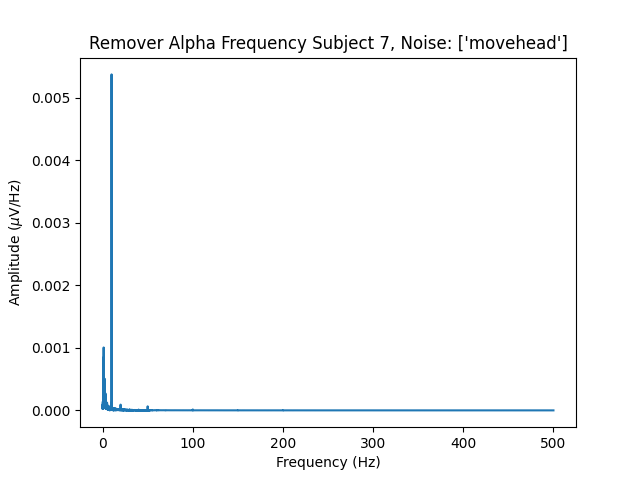 Remover Alpha Frequency Subject 7, Noise: ['movehead']
Amplitude (μV/Hz)
0.005
0.004
0.003
0.002
0.001
0.000
0 100 200 300 400 500
Frequency (Hz)